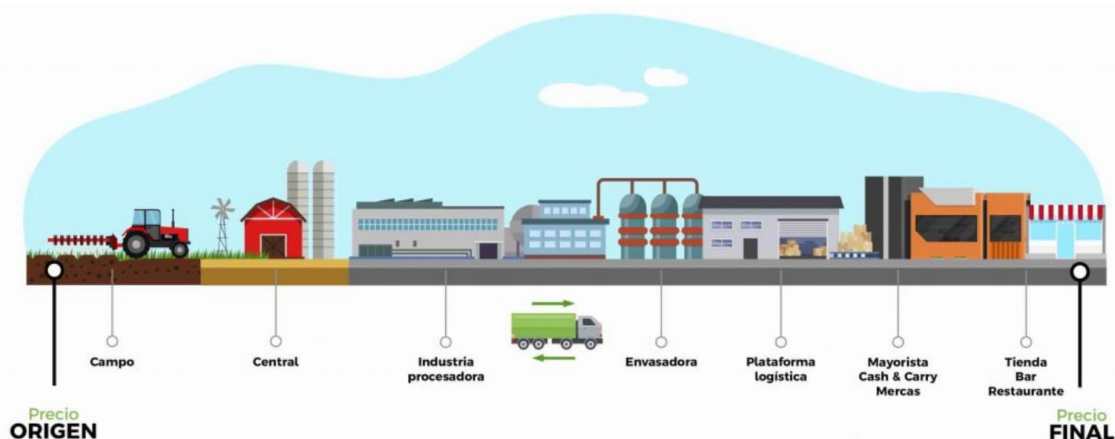 Campo
Central
Industria
procesadora
Envasadora
Plataforma
logística
Mayorista
Cash & Carry
Mercas
Tienda
Bar
Restaurante
Precio
ORIGEN
Precio
FINAL